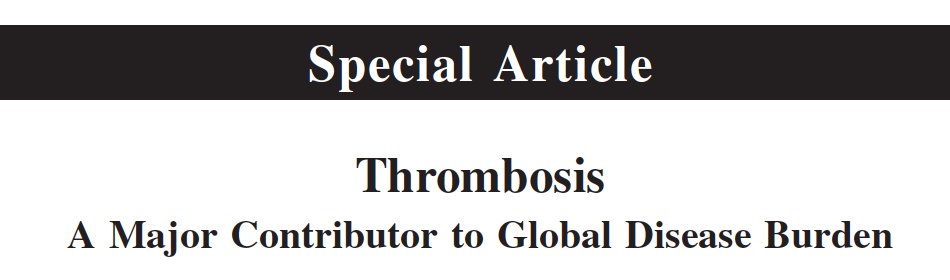 Special Article
Thrombosis
A Major Contributor to Global Disease Burden